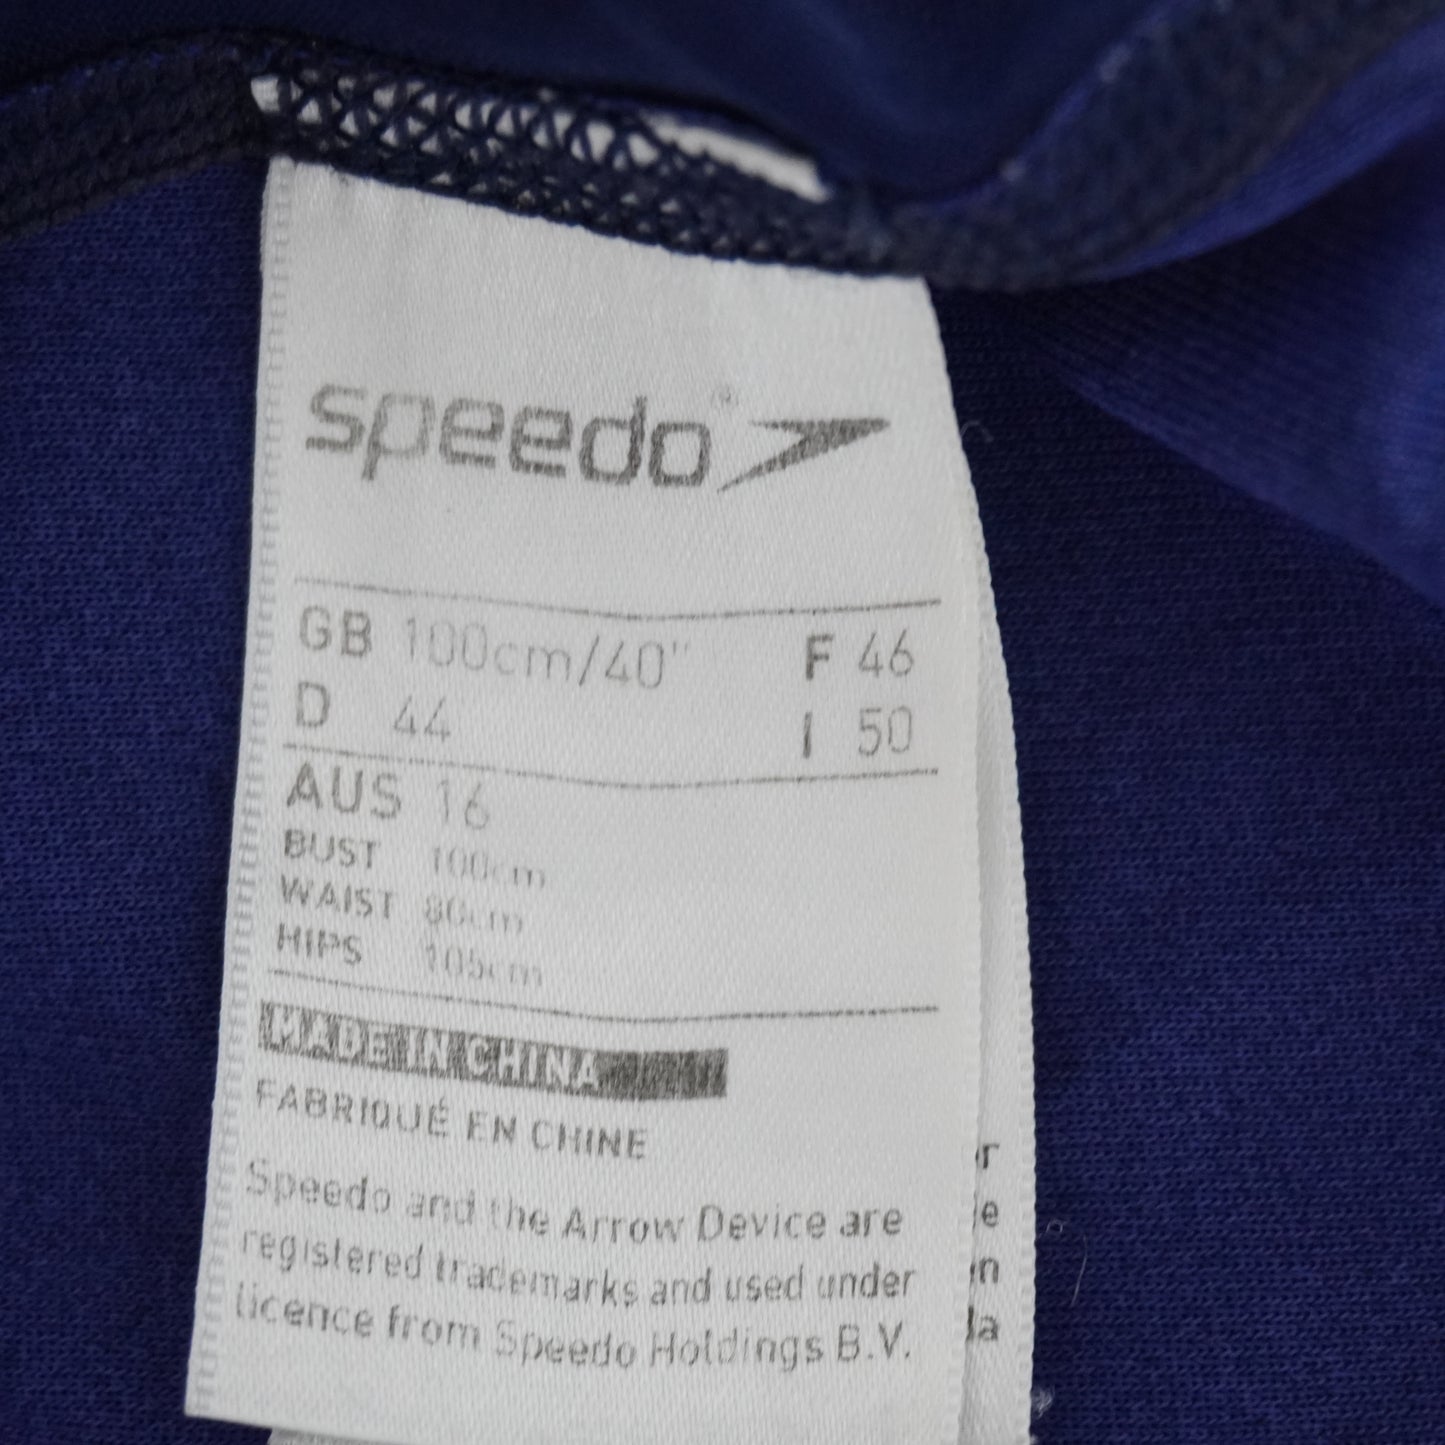 speedo®
GB 100cm/40" F 46
D 44 I 50
AUS 16
BUST 100cm
WAIST 80cm
HIPS 105cm
MADE IN CHINA
FABRIQUÉ EN CHINE
Speedo and the Arrow Device are
registered trademarks and used under
licence from Speedo Holdings B.V.